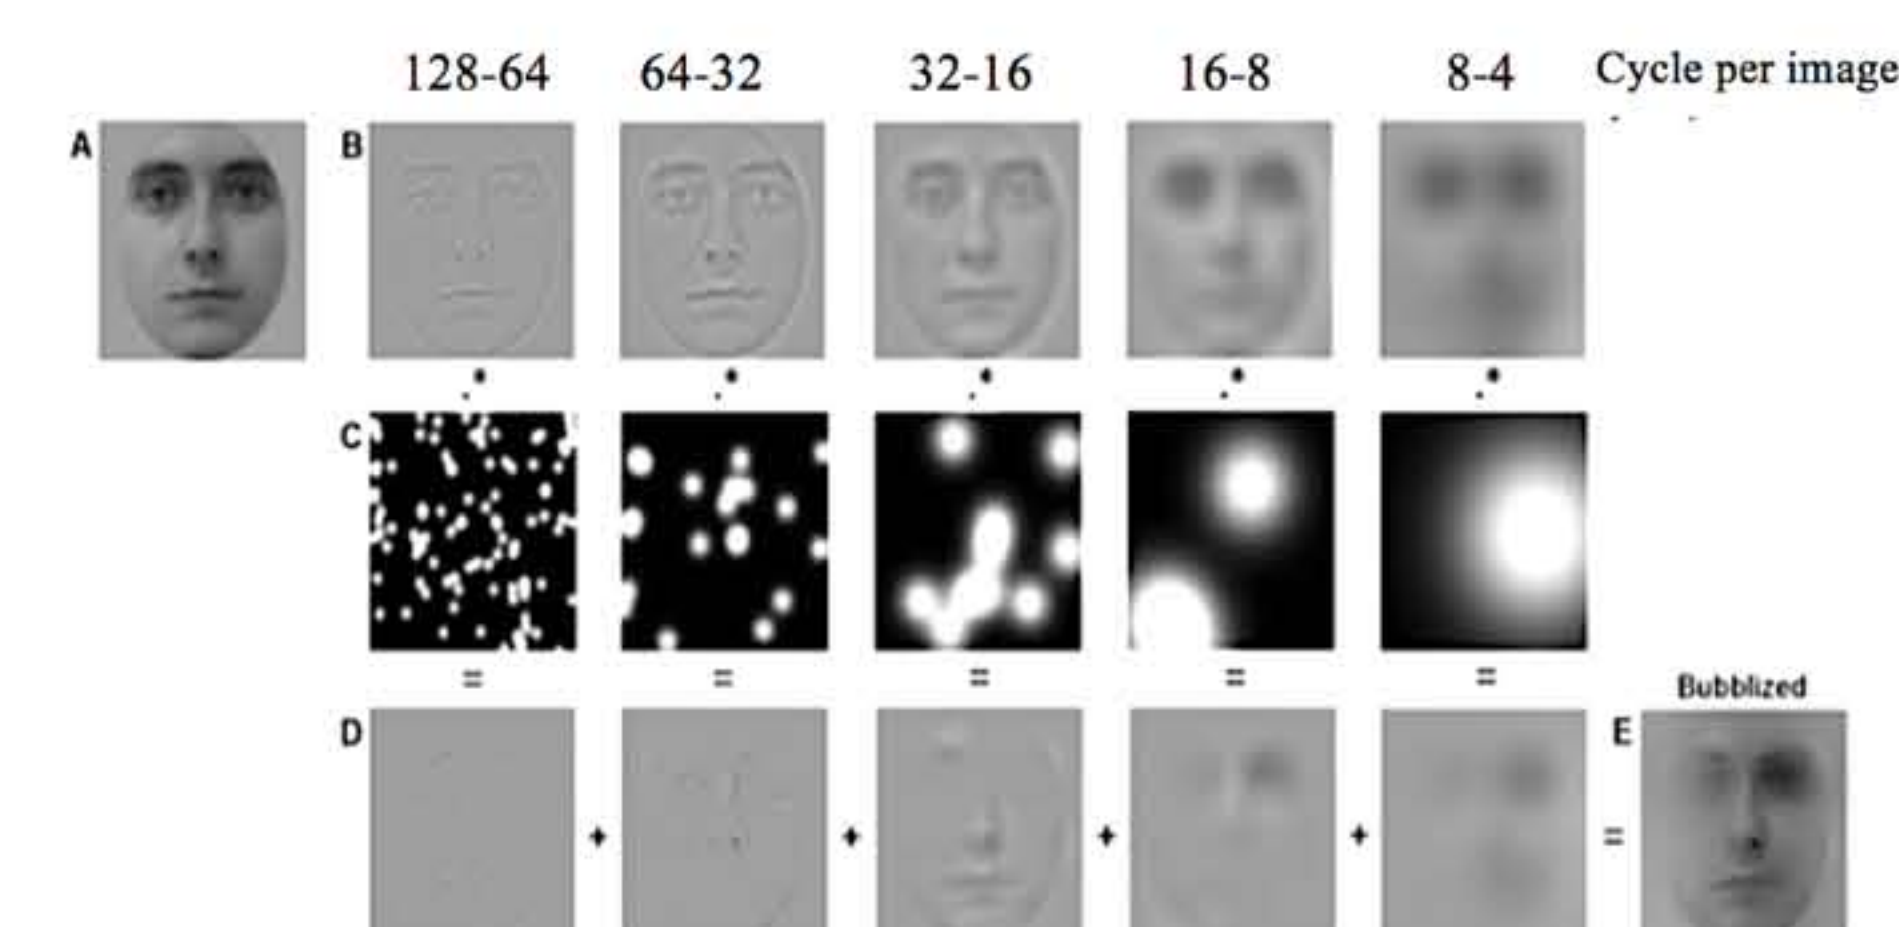 128-64 64-32 32-16 16-8 8-4 Cycle per image
A B
.* .* .* .* .*
C
= = = = =
Bubblized
D E
+ + + + =